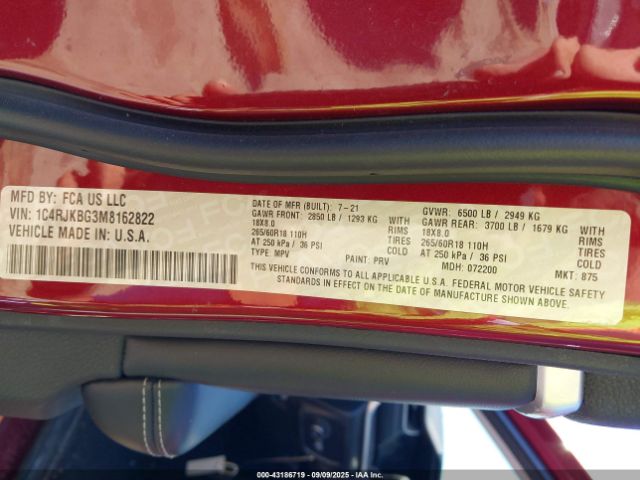 MFD BY: FCA US LLC
VIN: 1C4RJKBG3M8162822
VEHICLE MADE IN: U.S.A.
DATE OF MFR (BUILT): 7-21 GVWR: 6500 LB / 2949 KG
GAWR FRONT: 2850 LB / 1293 KG WITH GAWR REAR: 3700 LB / 1679 KG WITH
18X8.0 RIMS 18X8.0 RIMS
265/60R18 110H TIRES 265/60R18 110H TIRES
AT 250 kPa / 36 PSI COLD AT 250 kPa / 36 PSI COLD
TYPE: MPV PAINT: PRV MDH: 072200 MKT: 875
THIS VEHICLE CONFORMS TO ALL APPLICABLE U.S.A. FEDERAL MOTOR VEHICLE SAFETY
STANDARDS IN EFFECT ON THE DATE OF MANUFACTURE SHOWN ABOVE.
000-43186719 - 09/09/2025 - IAAI.COM